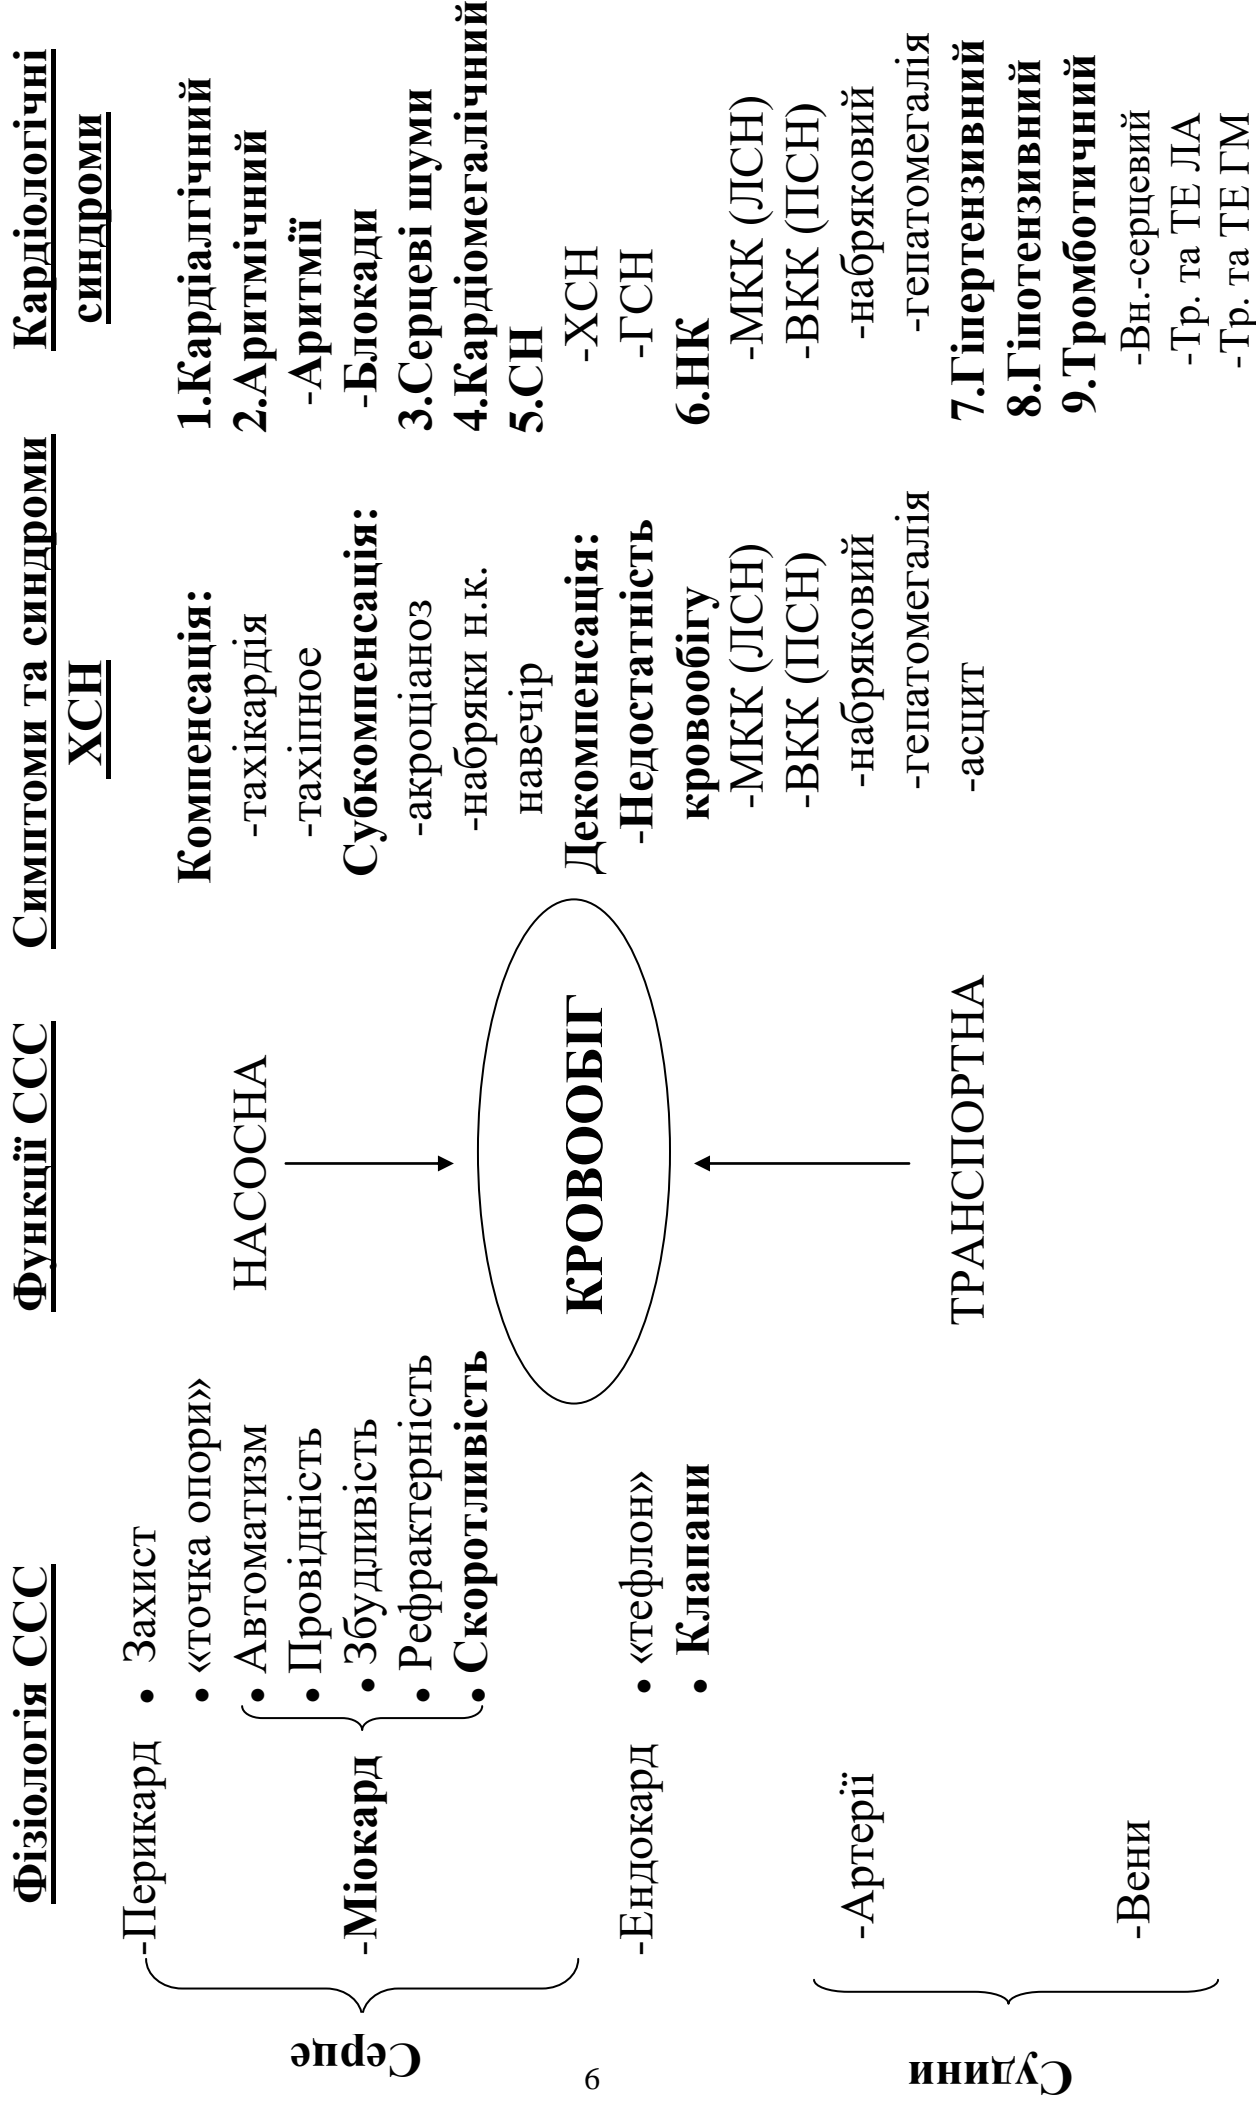 Фізіологія ССС
Серце
-Перикард
• Захист
• «точка опори»
-Міокард
• Автоматизм
• Провідність
• Збудливість
• Рефрактерність
• Скоротливість
-Ендокард
• «тефлон»
• Клапани
Судини
-Артерії
-Вени
Функції ССС
НАСОСНА
КРОВООБІГ
ТРАНСПОРТНА
Симптоми та синдроми
ХСН
Компенсація:
-тахікардія
-тахіпное
Субкомпенсація:
-акроціаноз
-набряки н.к.
навечір
Декомпенсація:
-Недостатність
кровообігу
-МКК (ЛСН)
-ВКК (ПСН)
-набряковий
-гепатомегалія
-асцит
Кардіологічні
синдроми
1.Кардіалгічний
2.Аритмічний
-Аритмії
-Блокади
3.Серцеві шуми
4.Кардіомегалічний
5.СН
-ХСН
-ГСН
6.НК
-МКК (ЛСН)
-ВКК (ПСН)
-набряковий
-гепатомегалія
7.Гіпертензивний
8.Гіпотензивний
9.Тромботичний
-Вн.-серцевий
-Тр. та ТЕ ЛА
-Тр. та ТЕ ГМ
6